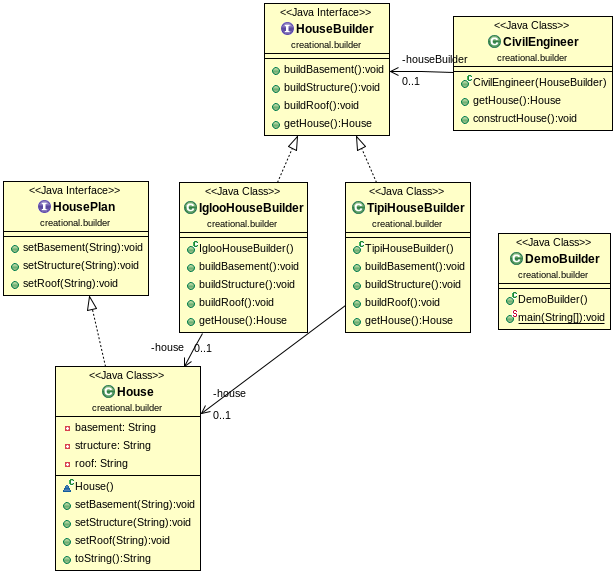 <<Java Interface>>
HouseBuilder
creational.builder
buildBasement():void
buildStructure():void
buildRoof():void
getHouse():House
<<Java Class>>
CivilEngineer
creational.builder
CivilEngineer(HouseBuilder)
getHouse():House
constructHouse():void
-houseBuilder
0..1
<<Java Interface>>
HousePlan
creational.builder
setBasement(String):void
setStructure(String):void
setRoof(String):void
<<Java Class>>
IglooHouseBuilder
creational.builder
IglooHouseBuilder()
buildBasement():void
buildStructure():void
buildRoof():void
getHouse():House
<<Java Class>>
TipiHouseBuilder
creational.builder
TipiHouseBuilder()
buildBasement():void
buildStructure():void
buildRoof():void
getHouse():House
<<Java Class>>
DemoBuilder
creational.builder
DemoBuilder()
main(String[]):void
-house
0..1
-house
0..1
<<Java Class>>
House
creational.builder
basement: String
structure: String
roof: String
House()
setBasement(String):void
setStructure(String):void
setRoof(String):void
toString():String